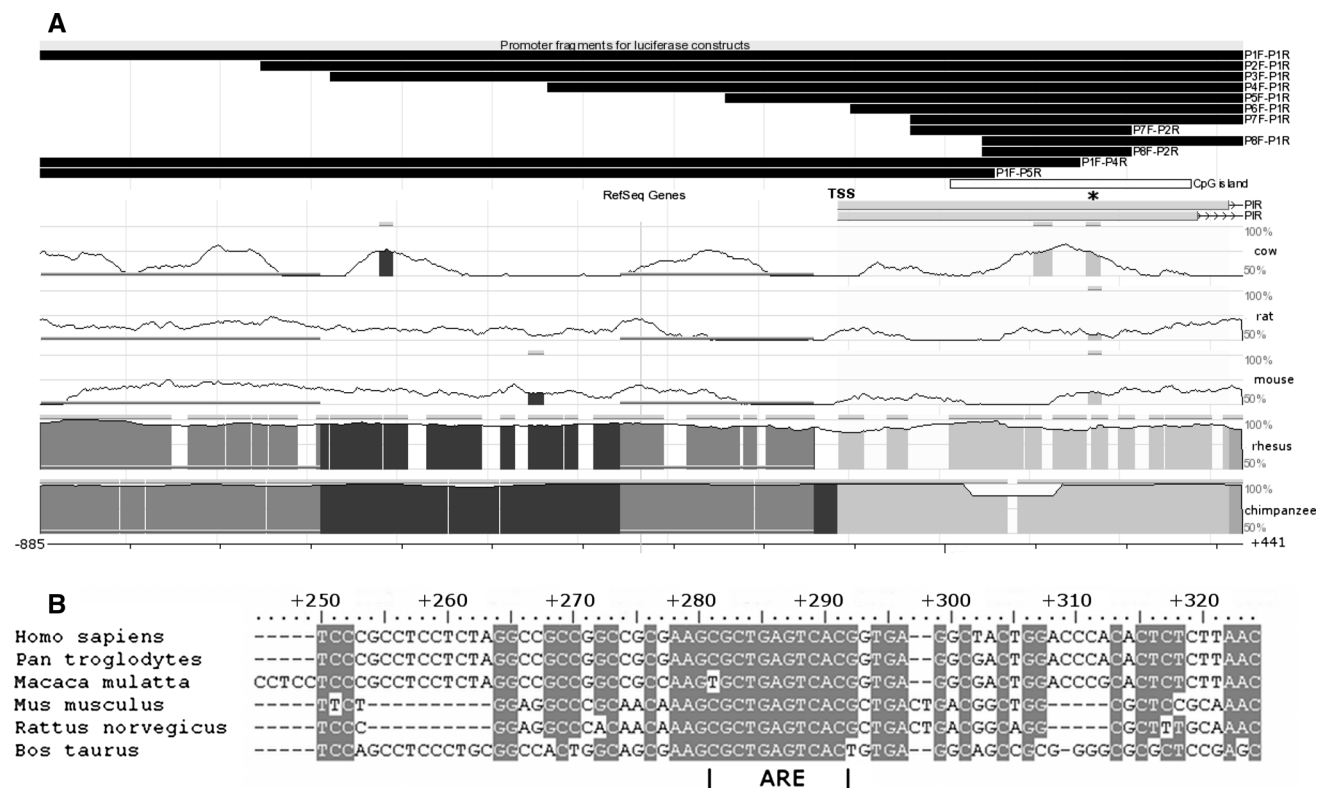 A
Promoter fragments for luciferase constructs
P1F-P1R
P2F-P1R
P3F-P1R
P4F-P1R
P5F-P1R
P6F-P1R
P7F-P1R
P7F-P2R
P8F-P1R
P8F-P2R
P1F-P4R
P1F-P5R
CpG island
RefSeq Genes TSS *
PIR
PIR
100%
cow
50%
100%
rat
50%
100%
mouse
50%
100%
rhesus
50%
100%
chimpanzee
50%
-885 +441
B
+250 +260 +270 +280 +290 +300 +310 +320
Homo sapiens -----TCCCGCCTCCTCTAGGCCGCCGGCCGCGAAGCGCTGAGTCACGGTGA--GGCTACTGGACCCACACTCTCTTAAC
Pan troglodytes -----TCCCGCCTCCTCTAGGCCGCCGGCCGCGAAGCGCTGAGTCACGGTGA--GGCGACTGGACCCACACTCTCTTAAC
Macaca mulatta CCTCCTCCCGCCTCCTCTAGGCCGCCGGCCGCCAAGTGCTGAGTCACGGTGA--GGCGACTGGACCCGCACTCTCTTAAC
Mus musculus -----TTCT----------GGAGGCCCGCAACAAAGCGCTGAGTCACGCTGACTGACGGCTGG-----CGCTCCGCAAAC
Rattus norvegicus -----TCCC----------GGAGGCCCACAACAAAGCGCTGAGTCACGCTGACTGACGGCAGG-----CGCTTTGCAAAC
Bos taurus -----TCCAGCCTCCCTGCGGCCACTGGCAGCGAAGCGCTGAGTCACTGTGA--GGCAGCCGCG-GGGCGCGCTCCGAGC
| ARE |